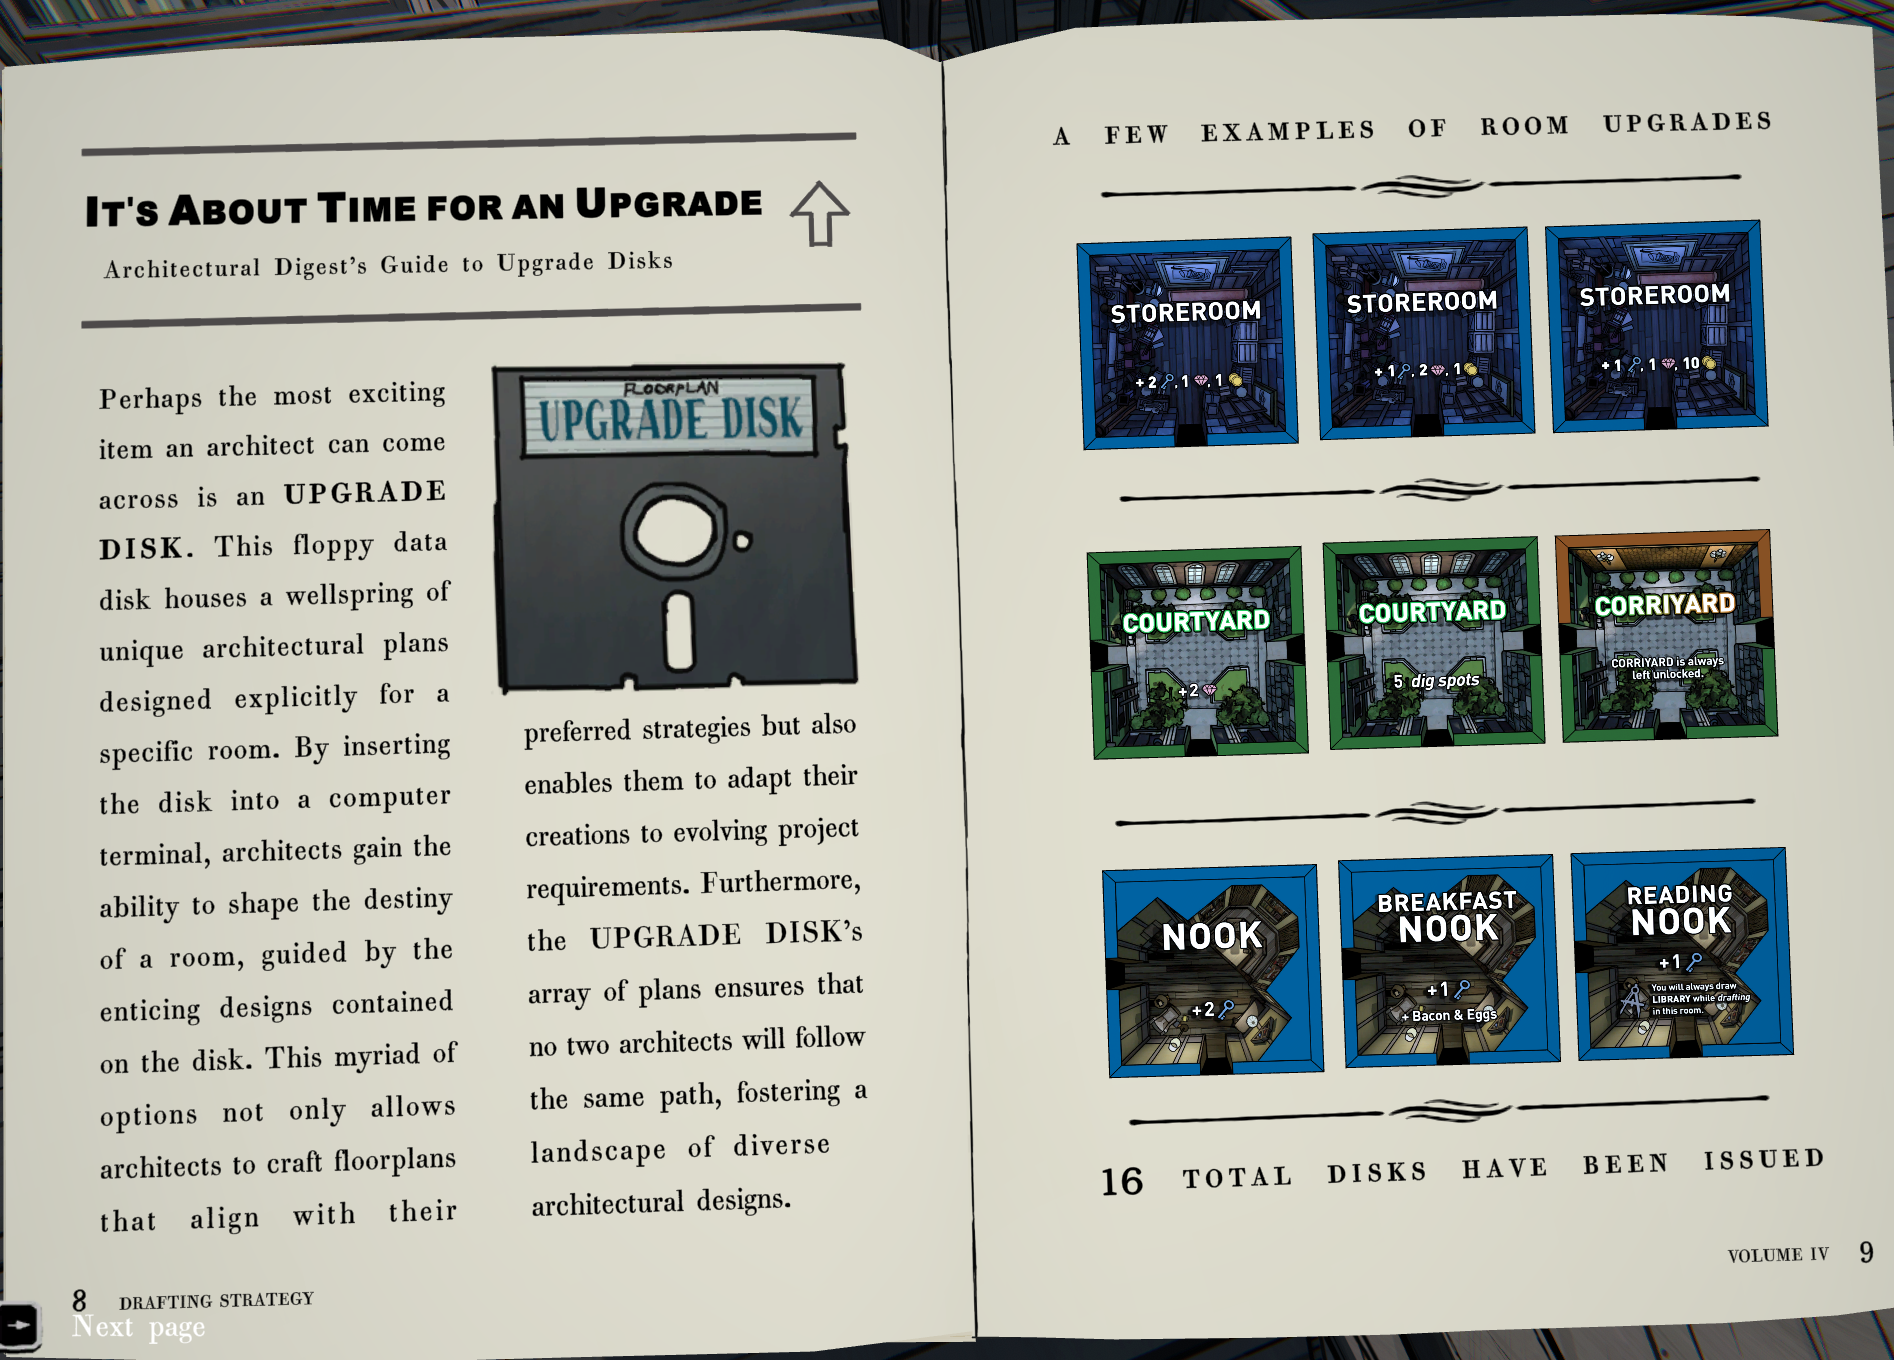 IT'S ABOUT TIME FOR AN UPGRADE
Architectural Digest's Guide to Upgrade Disks
Perhaps the most exciting
item an architect can come
across is an UPGRADE
DISK. This floppy data
disk houses a wellspring of
unique architectural plans
designed explicitly for a
specific room. By inserting
the disk into a computer
terminal, architects gain the
ability to shape the destiny
of a room, guided by the
enticing designs contained
on the disk. This myriad of
options not only allows
architects to craft floorplans
that align with their
FLOORPLAN
UPGRADE DISK
preferred strategies but also
enables them to adapt their
creations to evolving project
requirements. Furthermore,
the UPGRADE DISK's
array of plans ensures that
no two architects will follow
the same path, fostering a
landscape of diverse
architectural designs.
8 DRAFTING STRATEGY
Next page
A FEW EXAMPLES OF ROOM UPGRADES
STOREROOM
+2 , 1 , 1
STOREROOM
+1 , 2 , 1
STOREROOM
+1 , 1 , 10
COURTYARD
+2
COURTYARD
5 dig spots
CORRIYARD
CORRIYARD is always
left unlocked.
NOOK
+2
BREAKFAST
NOOK
+1
+ Bacon & Eggs
READING
NOOK
+1
You will always draw
LIBRARY while drafting
in this room.
16 TOTAL DISKS HAVE BEEN ISSUED
VOLUME IV 9